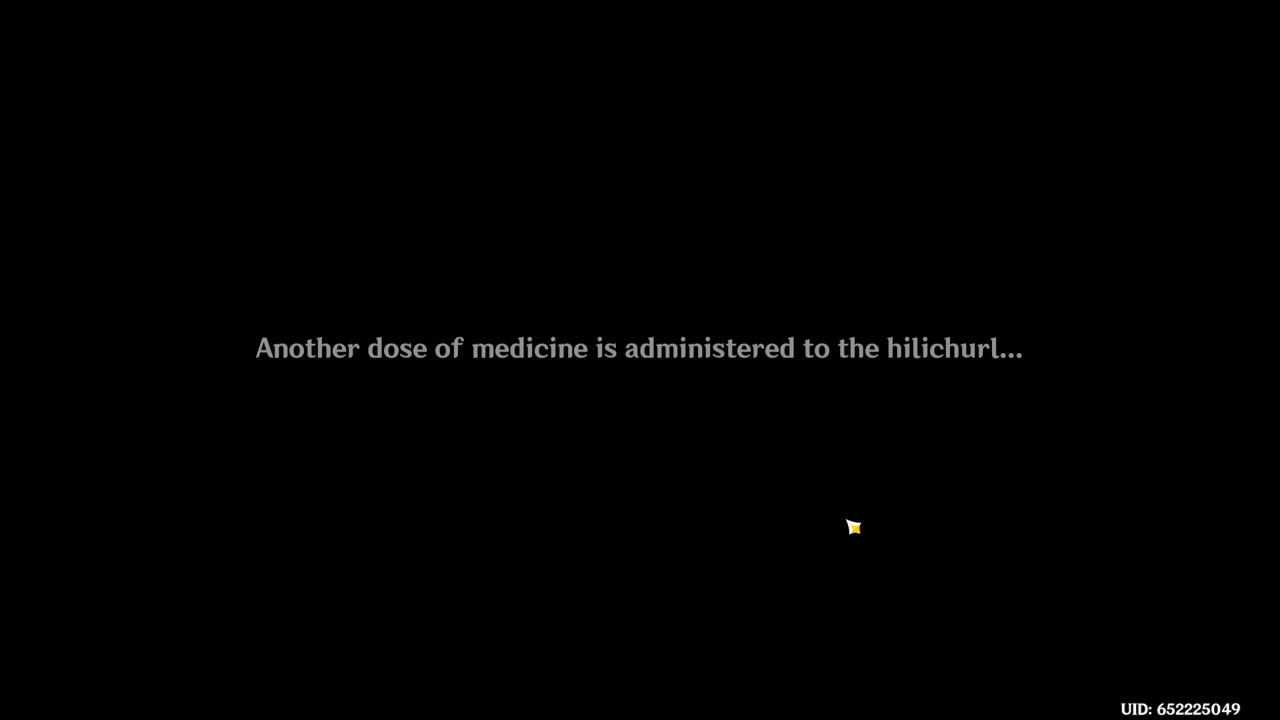 Another dose of medicine is administered to the hilichurl...
UID: 652225049